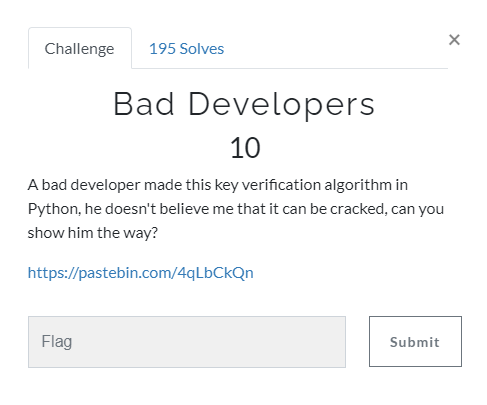 Challenge
195 Solves
×
Bad Developers
10
A bad developer made this key verification algorithm in
Python, he doesn't believe me that it can be cracked, can you
show him the way?
https://pastebin.com/4qLbCkQn
Flag
Submit